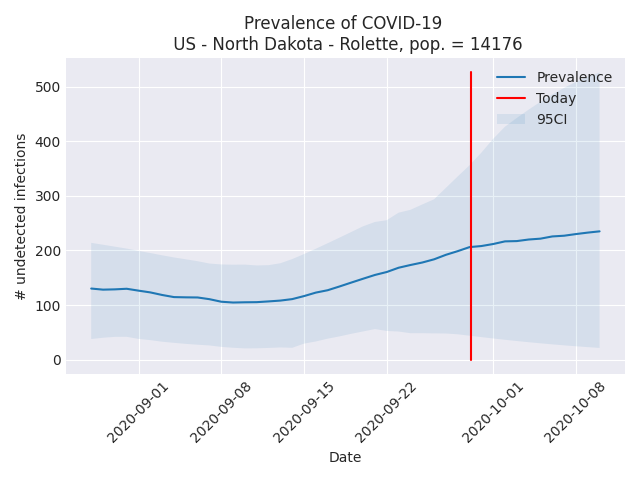 Prevalence of COVID-19
US - North Dakota - Rolette, pop. = 14176
Prevalence
Today
95CI
# undetected infections
500
400
300
200
100
0
2020-09-01
2020-09-08
2020-09-15
2020-09-22
2020-10-01
2020-10-08
Date